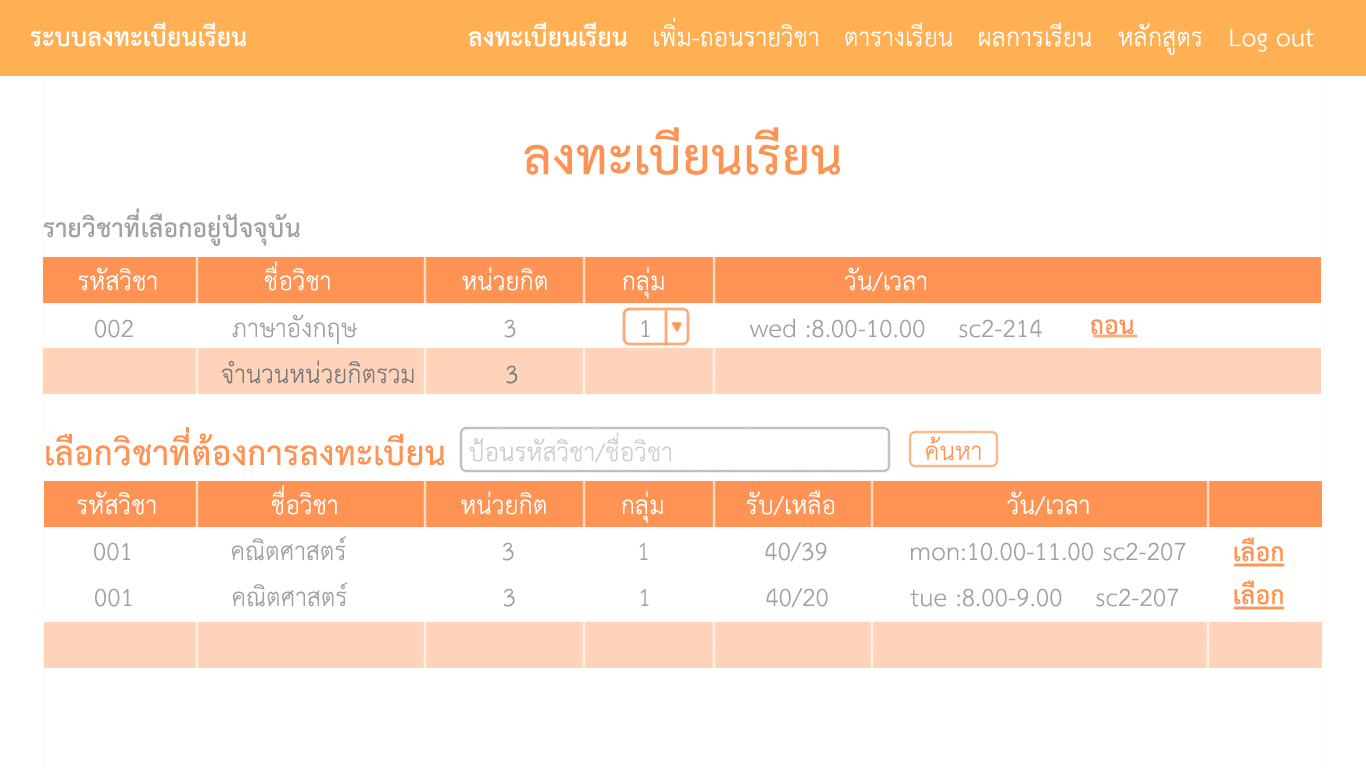 ระบบลงทะเบียนเรียน ลงทะเบียนเรียน เพิ่ม-ถอนรายวิชา ตารางเรียน ผลการเรียน หลักสูตร Log out
ลงทะเบียนเรียน
รายวิชาที่เลือกอยู่ปัจจุบัน
รหัสวิชา ชื่อวิชา หน่วยกิต กลุ่ม วัน/เวลา
002 ภาษาอังกฤษ 3 1 wed :8.00-10.00 sc2-214 ถอน
จำนวนหน่วยกิตรวม 3
เลือกวิชาที่ต้องการลงทะเบียน ป้อนรหัสวิชา/ชื่อวิชา ค้นหา
รหัสวิชา ชื่อวิชา หน่วยกิต กลุ่ม รับ/เหลือ วัน/เวลา
001 คณิตศาสตร์ 3 1 40/39 mon:10.00-11.00 sc2-207 เลือก
001 คณิตศาสตร์ 3 1 40/20 tue :8.00-9.00 sc2-207 เลือก